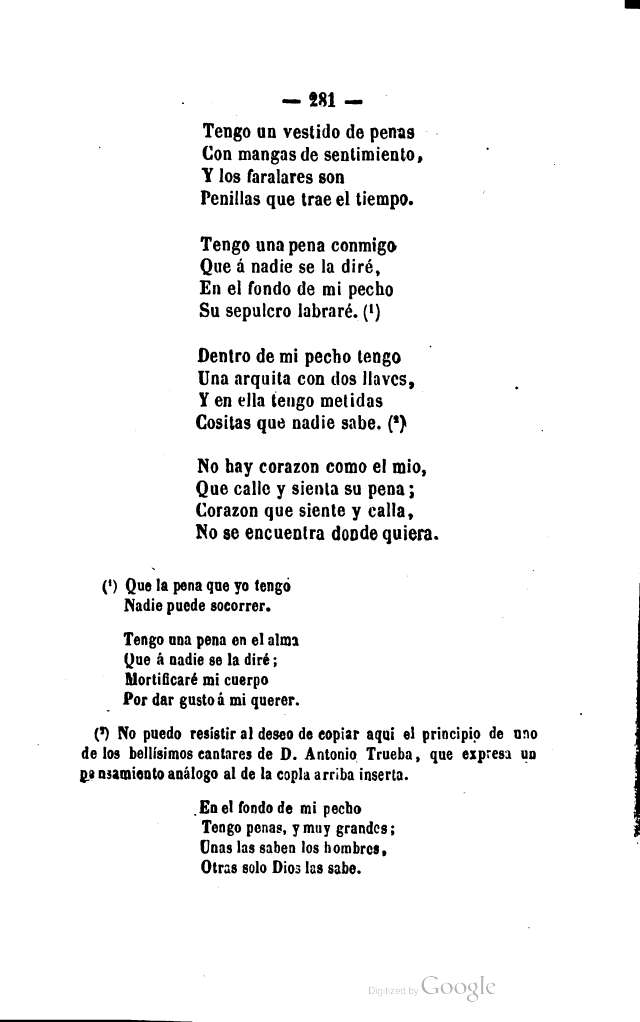 — 281 —
Tengo un vestido de penas
Con mangas de sentimiento,
Y los faralares son
Penillas que trae el tiempo.
Tengo una pena conmigo
Que á nadie se la diré,
En el fondo de mi pecho
Su sepulcro labraré. (¹)
Dentro de mi pecho tengo
Una arquita con dos llaves,
Y en ella tengo metidas
Cositas que nadie sabe. (²)
No hay corazon como el mio,
Que calle y sienta su pena;
Corazon que siente y calla,
No se encuentra donde quiera.
(¹) Que la pena que yo tengo
Nadie puede socorrer.
Tengo una pena en el alma
Que á nadie se la diré;
Mortificaré mi cuerpo
Por dar gusto á mi querer.
(²) No puedo resistir al deseo de copiar aqui el principio de uno
de los bellísimos cantares de D. Antonio Trueba, que expresa un
pensamiento análogo al de la copla arriba inserta.
En el fondo de mi pecho
Tengo penas, y muy grandes;
Unas las saben los hombres,
Otras solo Dios las sabe.
Digitized by Google